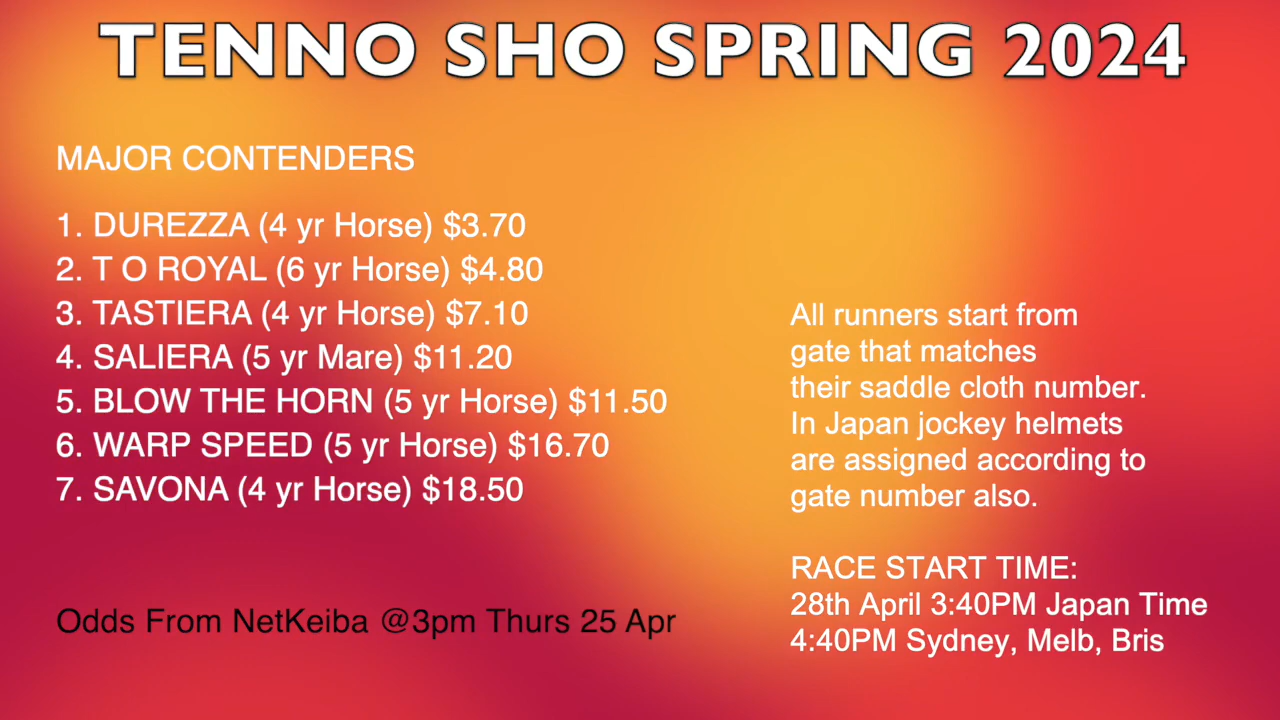 TENNO SHO SPRING 2024
MAJOR CONTENDERS
1. DUREZZA (4 yr Horse) $3.70
2. T O ROYAL (6 yr Horse) $4.80
3. TASTIERA (4 yr Horse) $7.10
4. SALIERA (5 yr Mare) $11.20
5. BLOW THE HORN (5 yr Horse) $11.50
6. WARP SPEED (5 yr Horse) $16.70
7. SAVONA (4 yr Horse) $18.50
Odds From NetKeiba @3pm Thurs 25 Apr
All runners start from
gate that matches
their saddle cloth number.
In Japan jockey helmets
are assigned according to
gate number also.
RACE START TIME:
28th April 3:40PM Japan Time
4:40PM Sydney, Melb, Bris